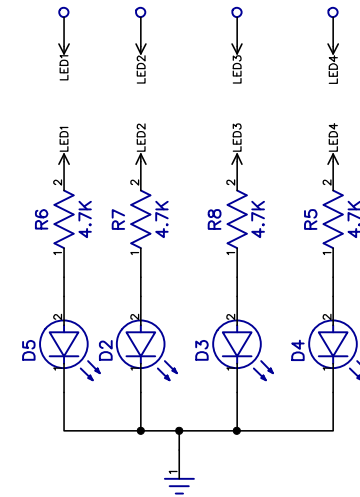 LED1 LED2 LED3 LED4
LED1 LED2 LED3 LED4
2 2 2 2
R6 4.7K R7 4.7K R8 4.7K R5 4.7K
1 1 1 1
2 2 2 2
D5 D2 D3 D4
1 1 1 1
1